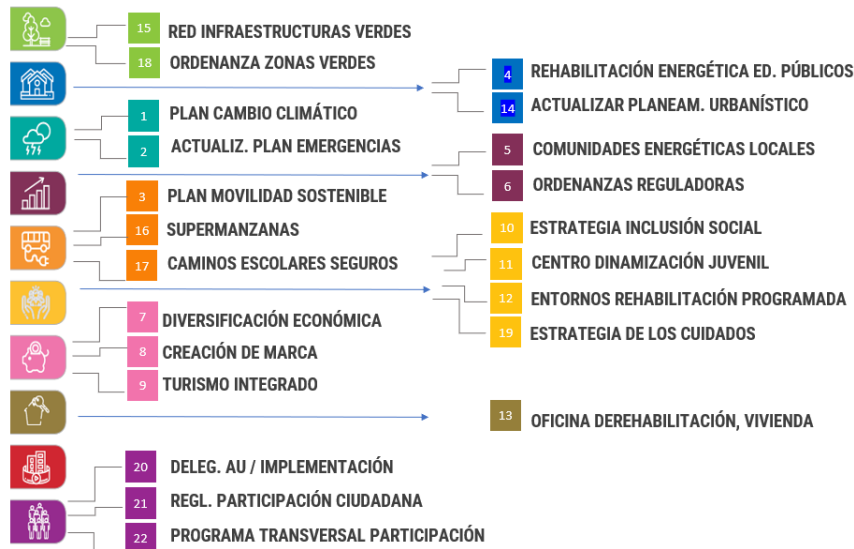 15 RED INFRAESTRUCTURAS VERDES
18 ORDENANZA ZONAS VERDES
4 REHABILITACIÓN ENERGÉTICA ED. PÚBLICOS
14 ACTUALIZAR PLANEAM. URBANÍSTICO
1 PLAN CAMBIO CLIMÁTICO
2 ACTUALIZ. PLAN EMERGENCIAS
5 COMUNIDADES ENERGÉTICAS LOCALES
6 ORDENANZAS REGULADORAS
3 PLAN MOVILIDAD SOSTENIBLE
16 SUPERMANZANAS
17 CAMINOS ESCOLARES SEGUROS
10 ESTRATEGIA INCLUSIÓN SOCIAL
11 CENTRO DINAMIZACIÓN JUVENIL
12 ENTORNOS REHABILITACIÓN PROGRAMADA
19 ESTRATEGIA DE LOS CUIDADOS
7 DIVERSIFICACIÓN ECONÓMICA
8 CREACIÓN DE MARCA
9 TURISMO INTEGRADO
13 OFICINA DEREHABILITACIÓN, VIVIENDA
20 DELEG. AU / IMPLEMENTACIÓN
21 REGL. PARTICIPACIÓN CIUDADANA
22 PROGRAMA TRANSVERSAL PARTICIPACIÓN